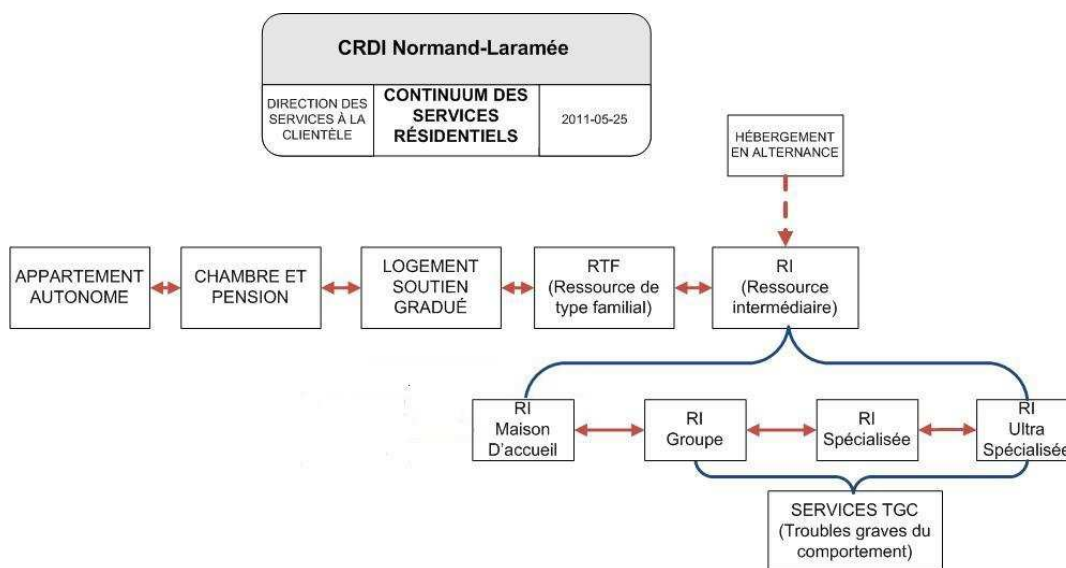 CRDI Normand-Laramée
DIRECTION DES
SERVICES À LA
CLIENTÈLE
CONTINUUM DES
SERVICES
RÉSIDENTIELS
2011-05-25
HÉBERGEMENT
EN ALTERNANCE
APPARTEMENT
AUTONOME
CHAMBRE ET
PENSION
LOGEMENT
SOUTIEN
GRADUÉ
RTF
(Ressource de
type familial)
RI
(Ressource
intermédiaire)
RI
Maison
D'accueil
RI
Groupe
RI
Spécialisée
RI
Ultra
Spécialisée
SERVICES TGC
(Troubles graves du
comportement)